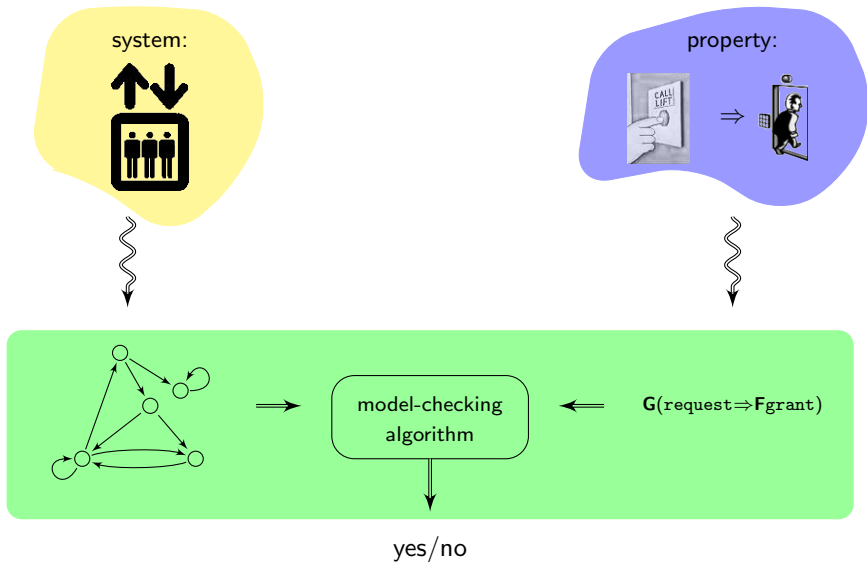 system:
property:
CALL
LIFT
⇒
model-checking
algorithm
G(request⇒Fgrant)
yes/no